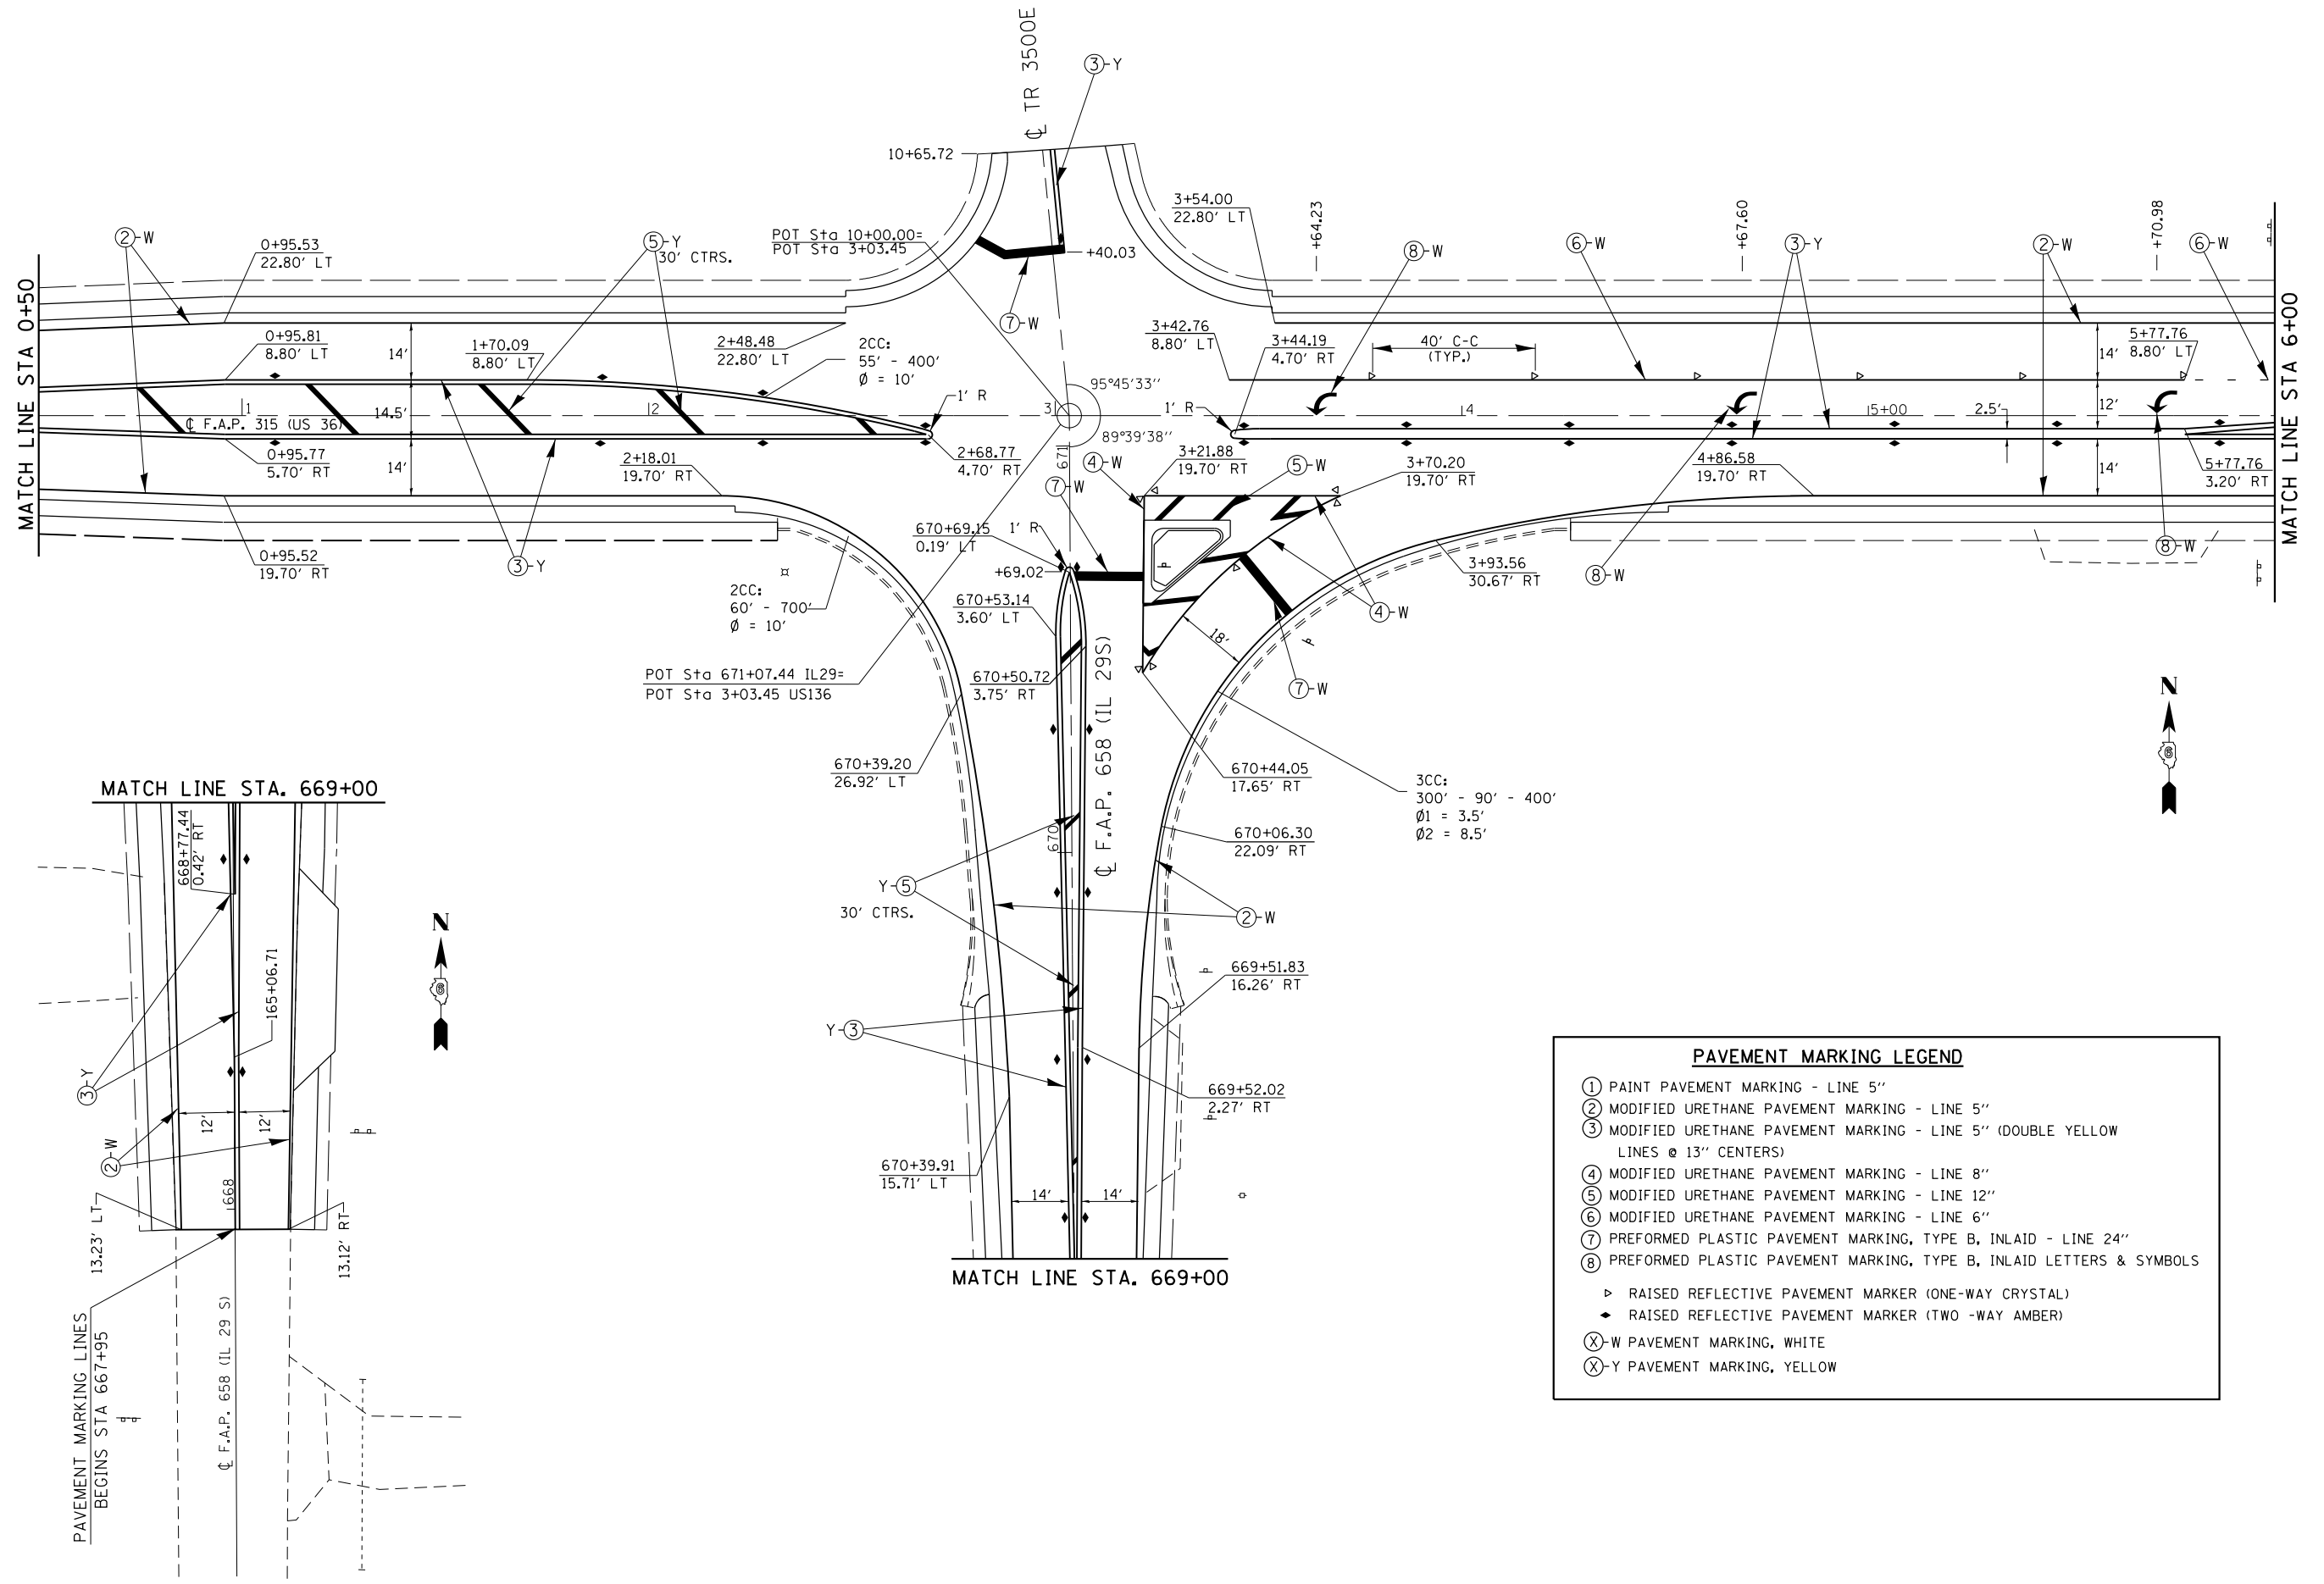 ℄ TR 3500E
3-Y
10+65.72
3+54.00
22.80' LT
+64.23
+67.60
+70.98
2-W
0+95.53
22.80' LT
5-Y
30' CTRS.
POT Sta 10+00.00=
POT Sta 3+03.45
+40.03
8-W
6-W
3-Y
2-W
6-W
MATCH LINE STA 0+50
0+95.81
8.80' LT
14'
1+70.09
8.80' LT
2+48.48
22.80' LT
2CC:
55' - 400'
Ø = 10'
7-W
3+42.76
8.80' LT
3+44.19
4.70' RT
40' C-C
(TYP.)
14'
5+77.76
8.80' LT
MATCH LINE STA 6+00
1
2
14.5'
℄ F.A.P. 315 (US 36)
1' R
3
95°45'33"
1' R
4
5+00
2.5'
12'
0+95.77
5.70' RT
14'
2+18.01
19.70' RT
2+68.77
4.70' RT
671
89°39'38"
4-W
7-W
3+21.88
19.70' RT
5-W
3+70.20
19.70' RT
4+86.58
19.70' RT
14'
5+77.76
3.20' RT
0+95.52
19.70' RT
3-Y
670+69.15
0.19' LT
1' R
+69.02
3+93.56
30.67' RT
8-W
8-W
2CC:
60' - 700'
Ø = 10'
670+53.14
3.60' LT
4-W
18'
POT Sta 671+07.44 IL29=
POT Sta 3+03.45 US136
670+50.72
3.75' RT
℄ F.A.P. 658 (IL 29S)
7-W
N
6
670+39.20
26.92' LT
670+44.05
17.65' RT
3CC:
300' - 90' - 400'
Ø1 = 3.5'
Ø2 = 8.5'
670
670+06.30
22.09' RT
Y-5
30' CTRS.
2-W
669+51.83
16.26' RT
Y-3
669+52.02
2.27' RT
670+39.91
15.71' LT
14'
14'
MATCH LINE STA. 669+00
MATCH LINE STA. 669+00
668+77.44
0.42' RT
N
6
165+06.71
3-Y
12'
12'
2-W
668
13.23' LT
13.12' RT
PAVEMENT MARKING LINES
BEGINS STA 667+95
℄ F.A.P. 658 (IL 29 S)
PAVEMENT MARKING LEGEND
1 PAINT PAVEMENT MARKING - LINE 5"
2 MODIFIED URETHANE PAVEMENT MARKING - LINE 5"
3 MODIFIED URETHANE PAVEMENT MARKING - LINE 5" (DOUBLE YELLOW
LINES @ 13" CENTERS)
4 MODIFIED URETHANE PAVEMENT MARKING - LINE 8"
5 MODIFIED URETHANE PAVEMENT MARKING - LINE 12"
6 MODIFIED URETHANE PAVEMENT MARKING - LINE 6"
7 PREFORMED PLASTIC PAVEMENT MARKING, TYPE B, INLAID - LINE 24"
8 PREFORMED PLASTIC PAVEMENT MARKING, TYPE B, INLAID LETTERS & SYMBOLS
RAISED REFLECTIVE PAVEMENT MARKER (ONE-WAY CRYSTAL)
RAISED REFLECTIVE PAVEMENT MARKER (TWO -WAY AMBER)
X-W PAVEMENT MARKING, WHITE
X-Y PAVEMENT MARKING, YELLOW